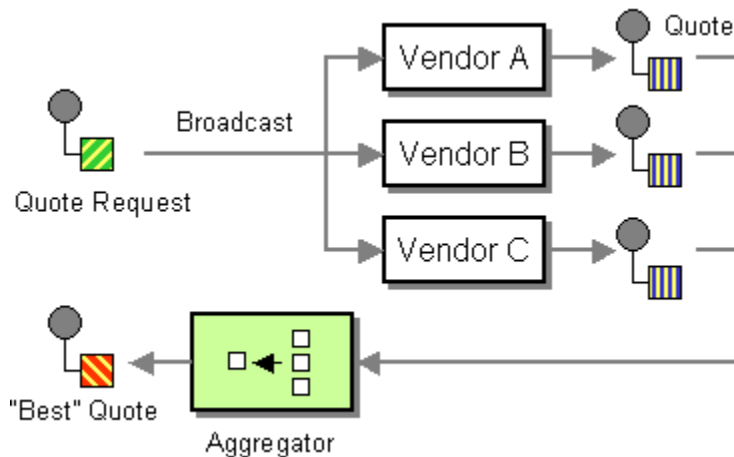 Vendor A
Quote
Broadcast
Vendor B
Quote Request
Vendor C
"Best" Quote
Aggregator